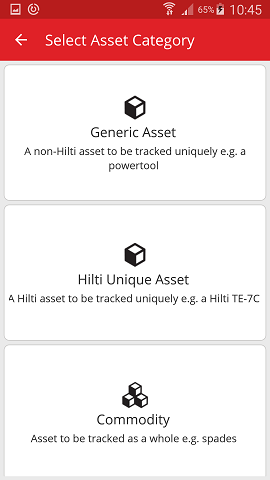 65% 10:45
Select Asset Category
Generic Asset
A non-Hilti asset to be tracked uniquely e.g. a
powertool
Hilti Unique Asset
A Hilti asset to be tracked uniquely e.g. a Hilti TE-7C
Commodity
Asset to be tracked as a whole e.g. spades